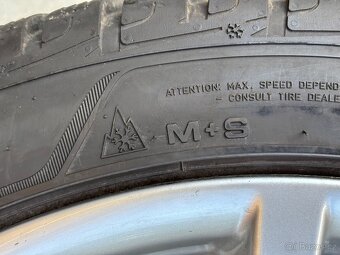 ATTENTION: MAX. SPEED DEPEND
- CONSULT TIRE DEALE
M+S